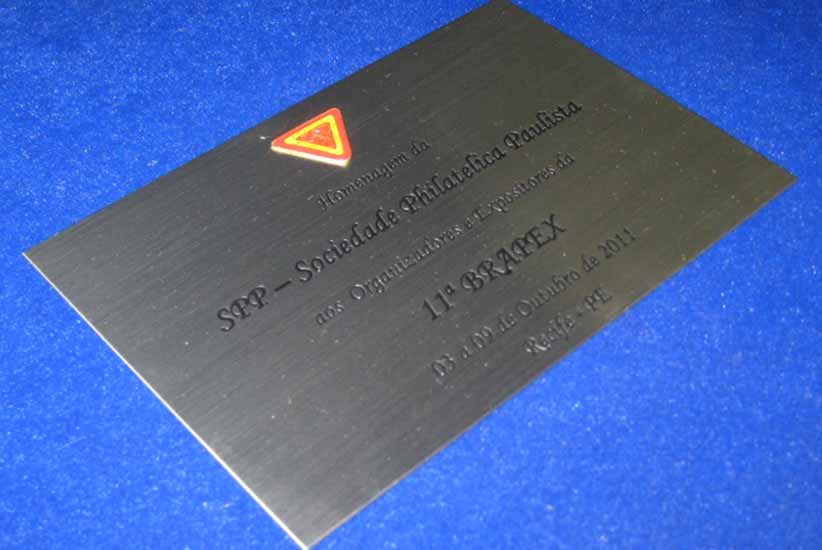 Homenagem da
SPP – Sociedade Philatelica Paulista
aos Organizadores e Expositores da
11ª BRAPEX
03 a 09 de Outubro de 2011
Recife - PE